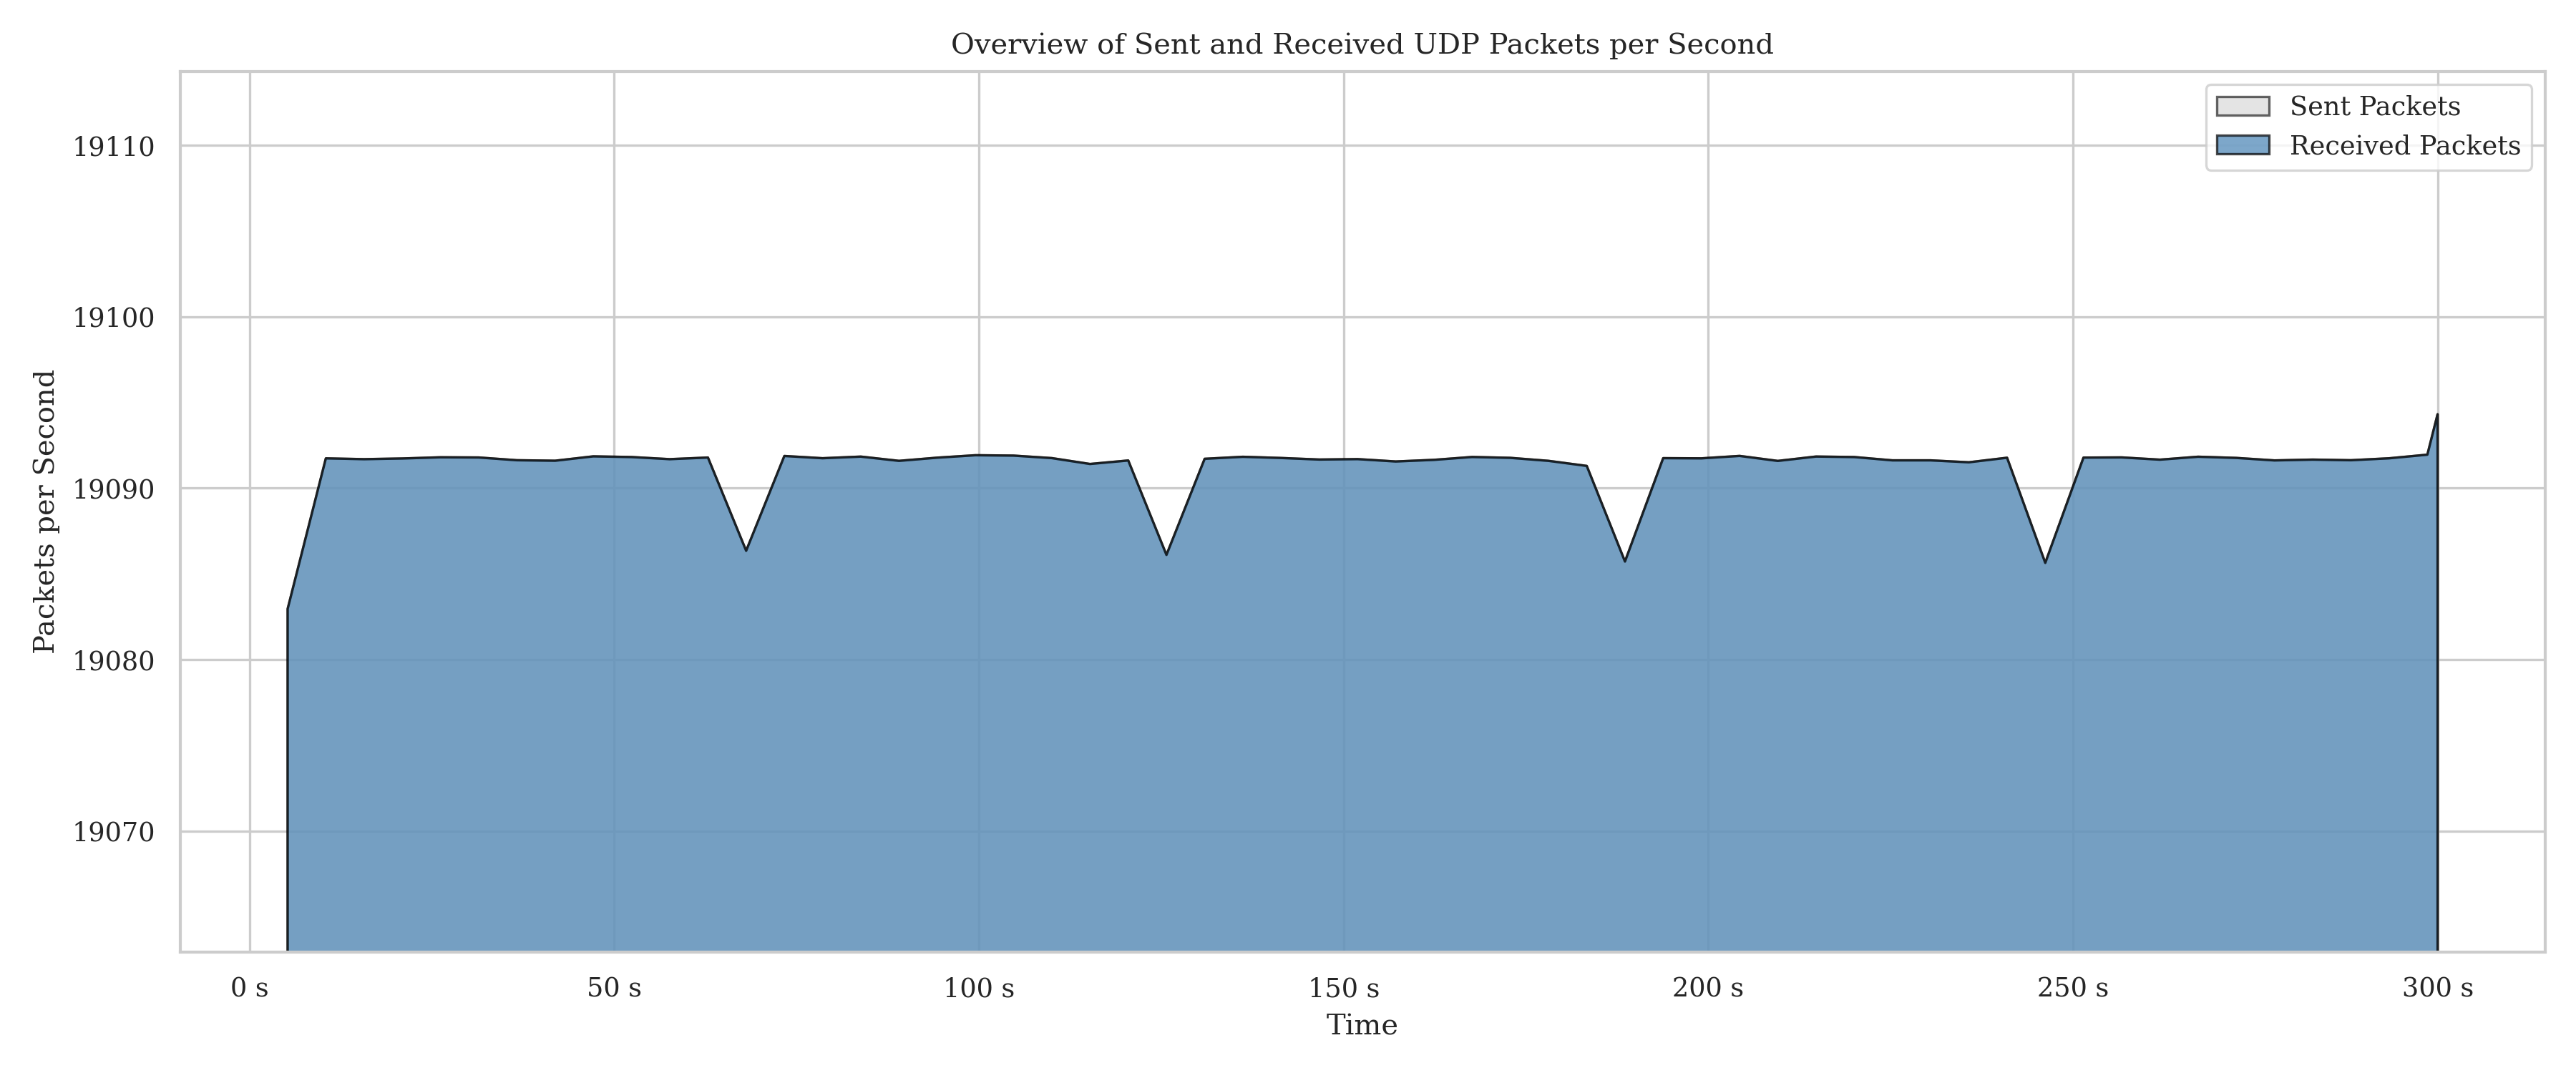 Overview of Sent and Received UDP Packets per Second
Sent Packets
Received Packets
Packets per Second
19110
19100
19090
19080
19070
0 s
50 s
100 s
150 s
200 s
250 s
300 s
Time